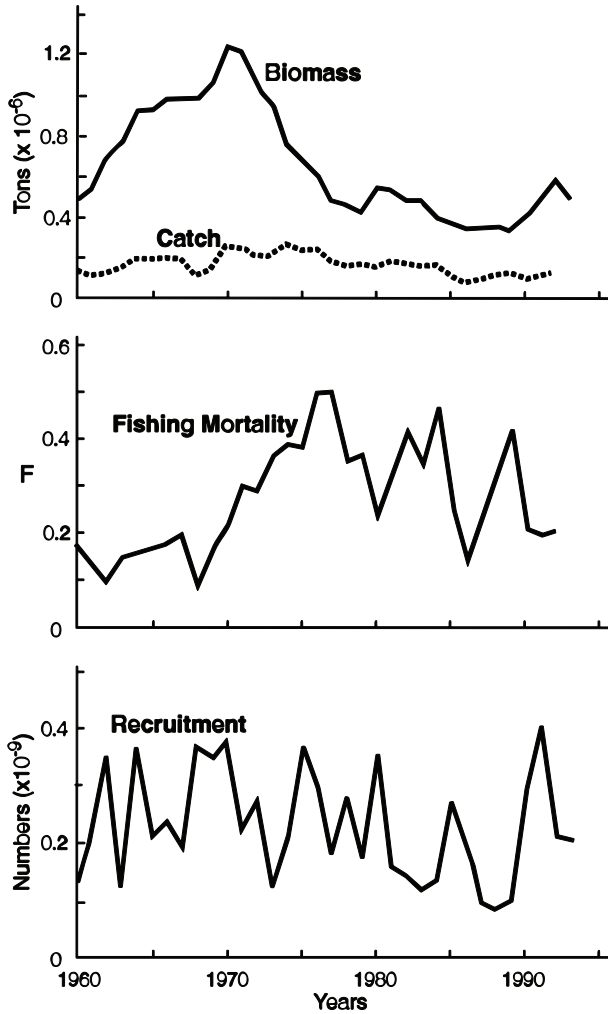 1.2
Biomass
Tons (x 10-6)
0.8
0.4
Catch
0
0.6
Fishing Mortality
0.4
F
0.2
0
Recruitment
0.4
Numbers (x10-9)
0.2
0
1960 1970 1980 1990
Years